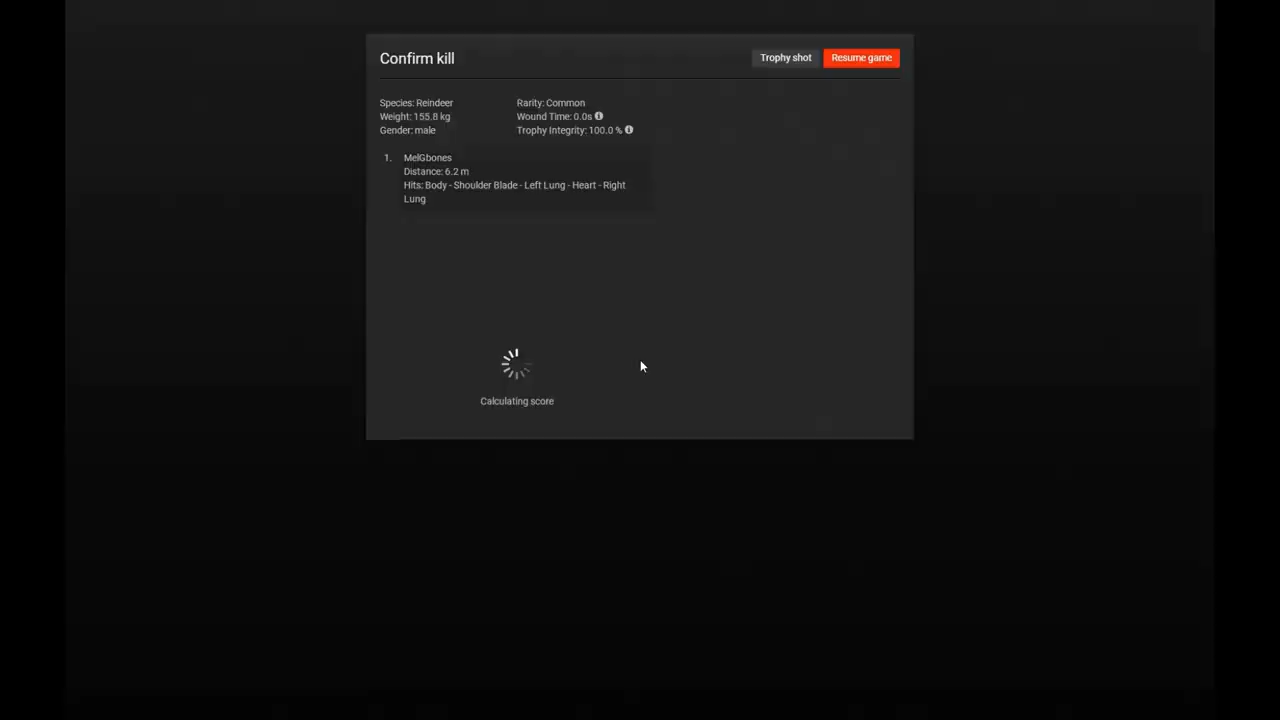 Confirm kill
Trophy shot
Resume game
Species: Reindeer
Rarity: Common
Weight: 155.8 kg
Wound Time: 0.0s
Gender: male
Trophy Integrity: 100.0 %
1. MelGbones
Distance: 6.2 m
Hits: Body - Shoulder Blade - Left Lung - Heart - Right
Lung
Calculating score